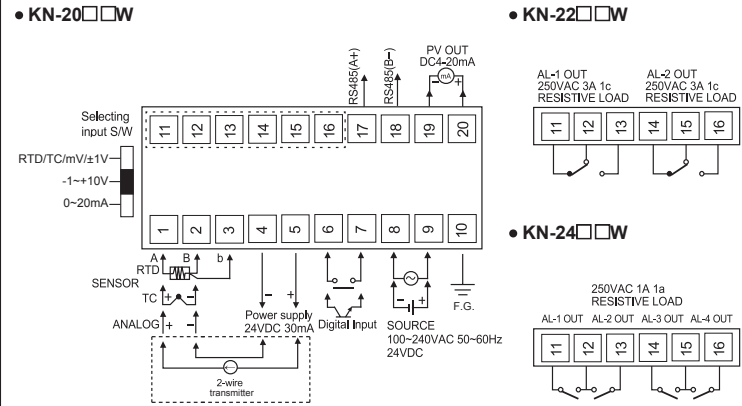 • KN-20□□W
RS485(A+)
RS485(B−)
PV OUT
DC4-20mA
mA
− +
Selecting
input S/W
11 12 13 14 15 16 17 18 19 20
RTD/TC/mV/±1V
-1~+10V
0~20mA
1 2 3 4 5 6 7 8 9 10
A B b
RTD
SENSOR
TC + −
ANALOG + −
− +
Power supply
24VDC 30mA
Digital Input
− +
SOURCE
100~240VAC 50~60Hz
24VDC
F.G.
2-wire
transmitter
• KN-22□□W
AL-1 OUT
250VAC 3A 1c
RESISTIVE LOAD
AL-2 OUT
250VAC 3A 1c
RESISTIVE LOAD
11 12 13 14 15 16
• KN-24□□W
250VAC 1A 1a
RESISTIVE LOAD
AL-1 OUT AL-2 OUT AL-3 OUT AL-4 OUT
11 12 13 14 15 16